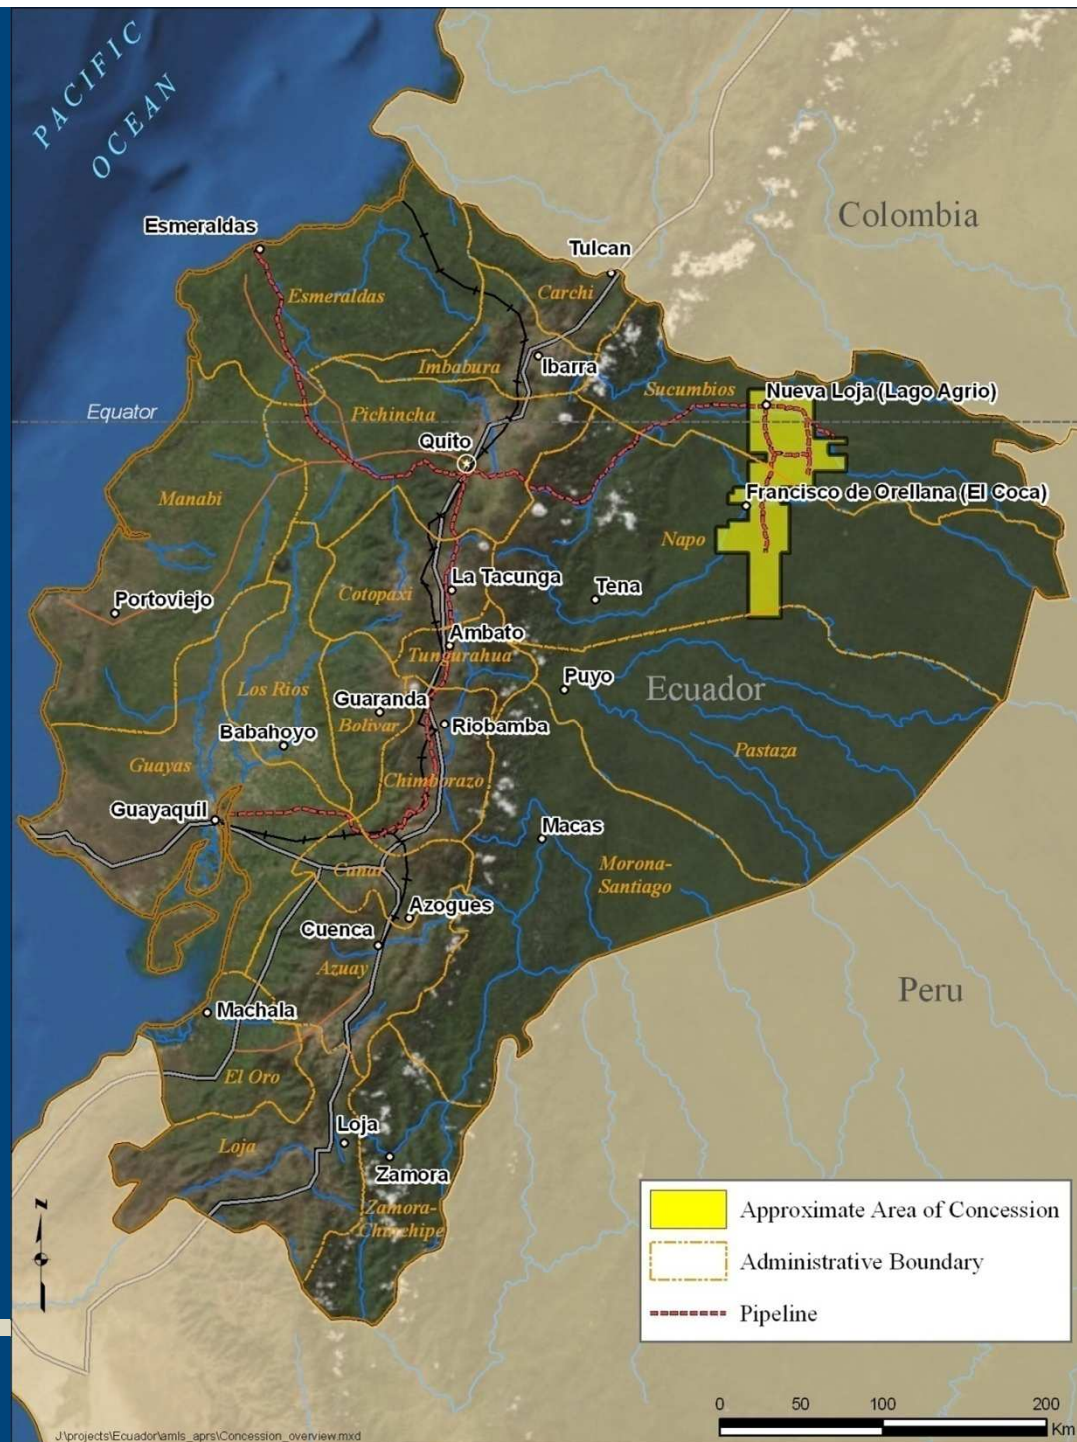 PACIFIC
OCEAN
Colombia
Esmeraldas
Tulcan
Esmeraldas
Carchi
Imbabura
Ibarra
Sucumbios
Nueva Loja (Lago Agrio)
Equator
Pichincha
Quito
Manabi
Francisco de Orellana (El Coca)
Napo
La Tacunga
Tena
Cotopaxi
Portoviejo
Ambato
Tungurahua
Puyo
Ecuador
Los Rios
Guaranda
Bolivar
Riobamba
Babahoyo
Pastaza
Guayas
Chimborazo
Guayaquil
Macas
Morona-
Santiago
Canar
Azogues
Cuenca
Azuay
Peru
Machala
El Oro
Loja
Loja
Zamora
Zamora-
Chinchipe
Z
Approximate Area of Concession
Administrative Boundary
Pipeline
0 100 200
Km
J:\projects\Ecuador\amls_aprs\Concession_overview.mxd